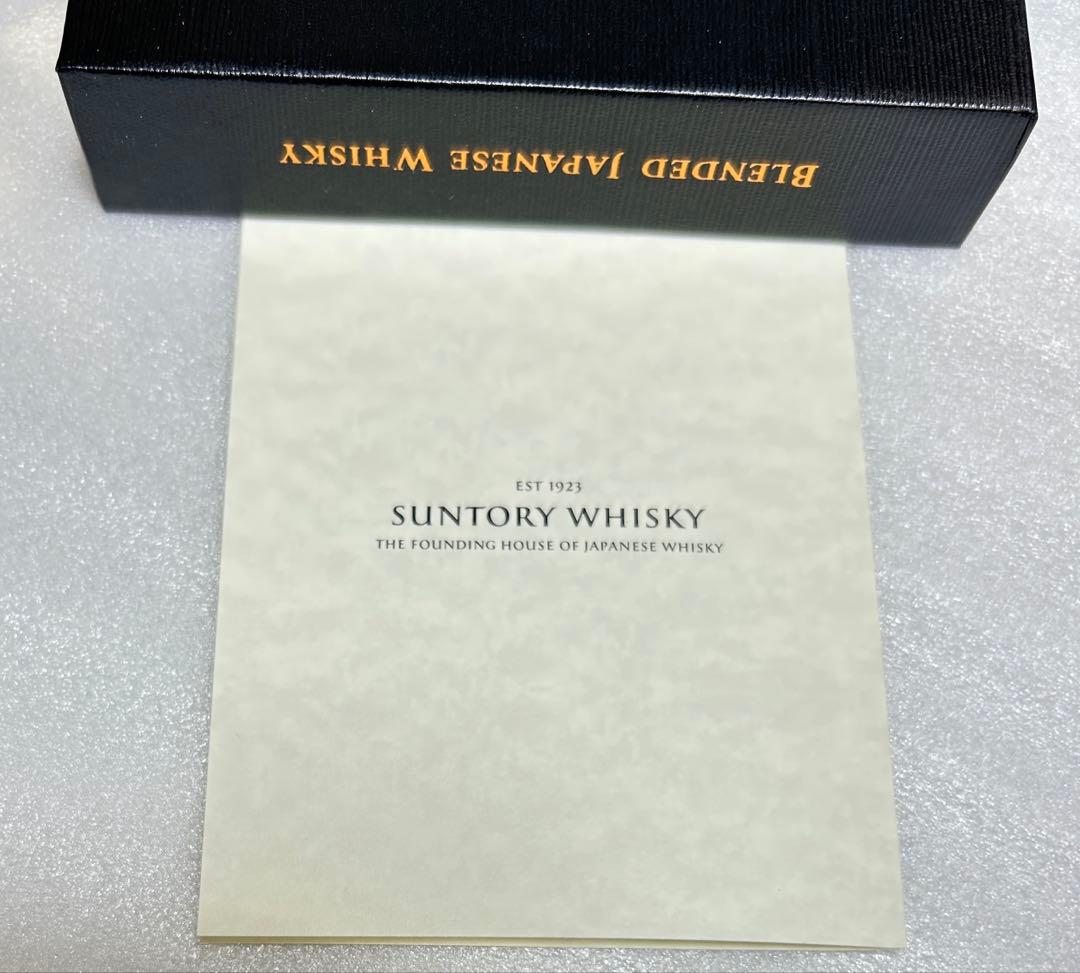 BLENDED JAPANESE WHISKY
EST 1923
SUNTORY WHISKY
THE FOUNDING HOUSE OF JAPANESE WHISKY